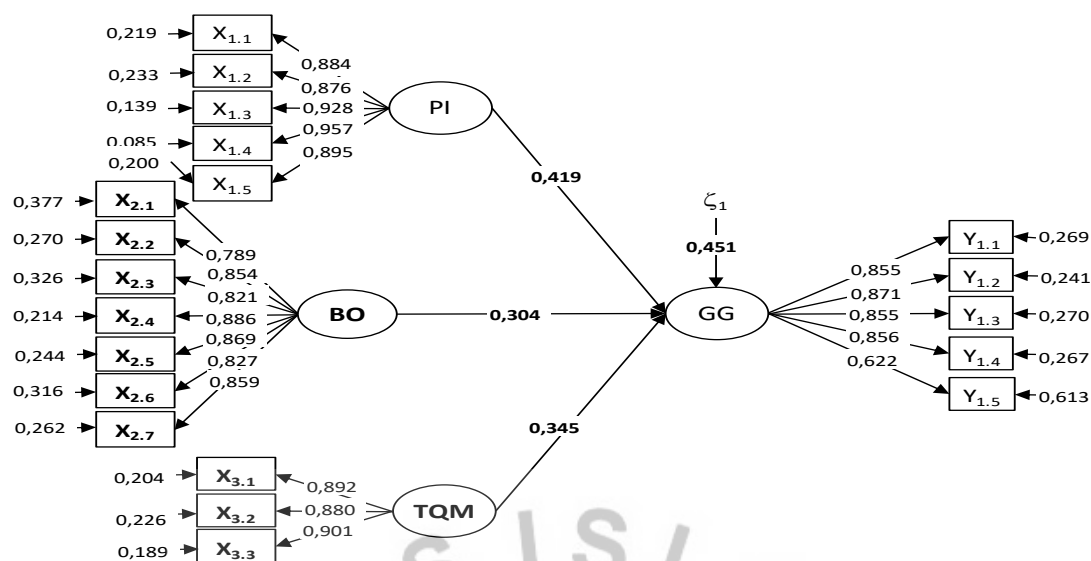 0,219 X1.1 0,884
0,233 X1.2 0,876
0,139 X1.3 0,928
0,085 X1.4 0,957
0,200 X1.5 0,895
PI
0,419
0,377 X2.1 0,789
0,270 X2.2 0,854
0,326 X2.3 0,821
0,214 X2.4 0,886
0,244 X2.5 0,869
0,316 X2.6 0,827
0,262 X2.7 0,859
BO
0,304
0,204 X3.1 0,892
0,226 X3.2 0,880
0,189 X3.3 0,901
TQM
0,345
ζ1
0,451
GG
0,855 Y1.1 0,269
0,871 Y1.2 0,241
0,855 Y1.3 0,270
0,856 Y1.4 0,267
0,622 Y1.5 0,613